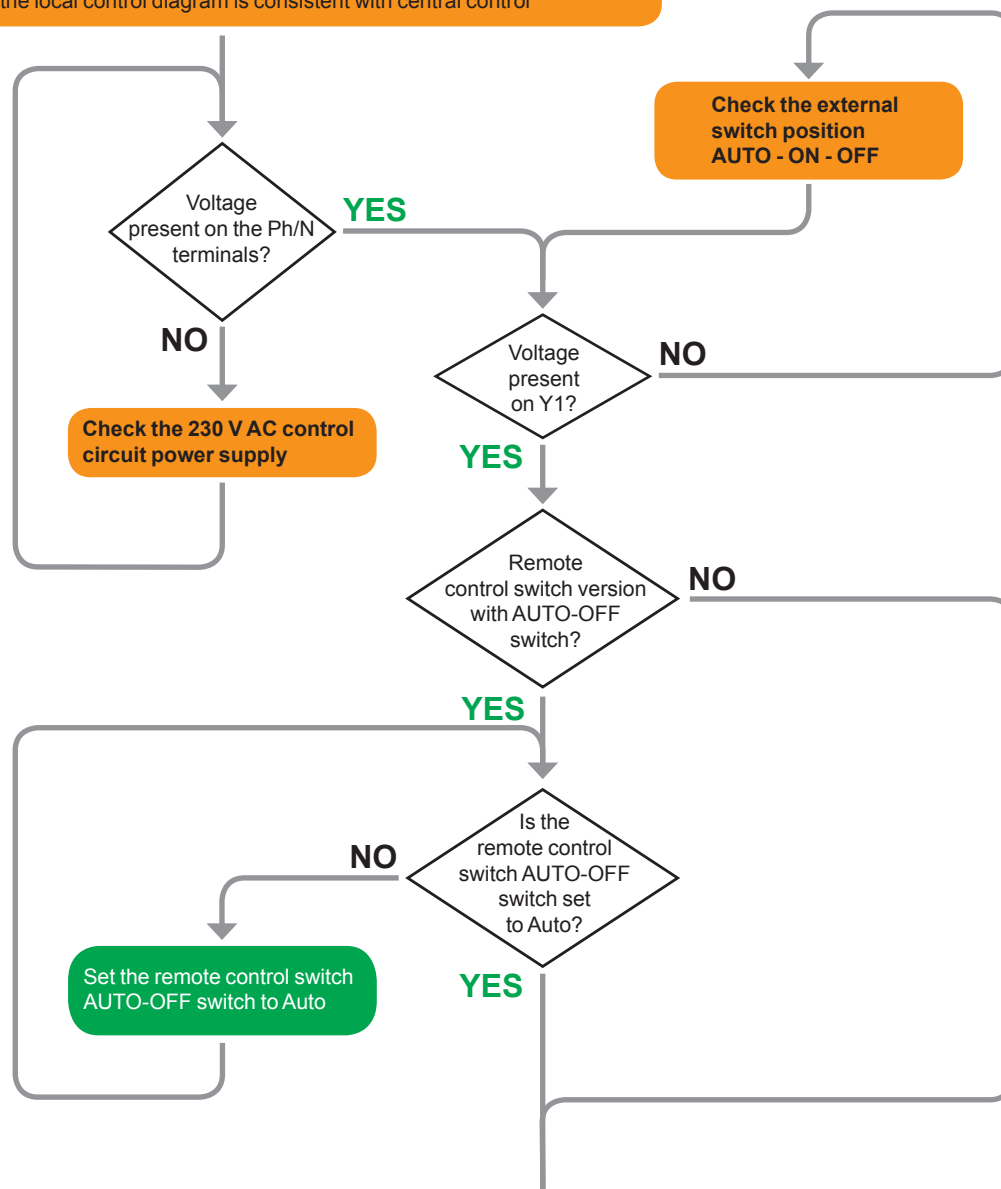 the local control diagram is consistent with central control
Check the external
switch position
AUTO - ON - OFF
Voltage
present on the Ph/N
terminals?
YES
NO
Check the 230 V AC control
circuit power supply
Voltage
present
on Y1?
NO
YES
Remote
control switch version
with AUTO-OFF
switch?
NO
YES
Is the
remote control
switch AUTO-OFF
switch set
to Auto?
NO
Set the remote control switch
AUTO-OFF switch to Auto
YES